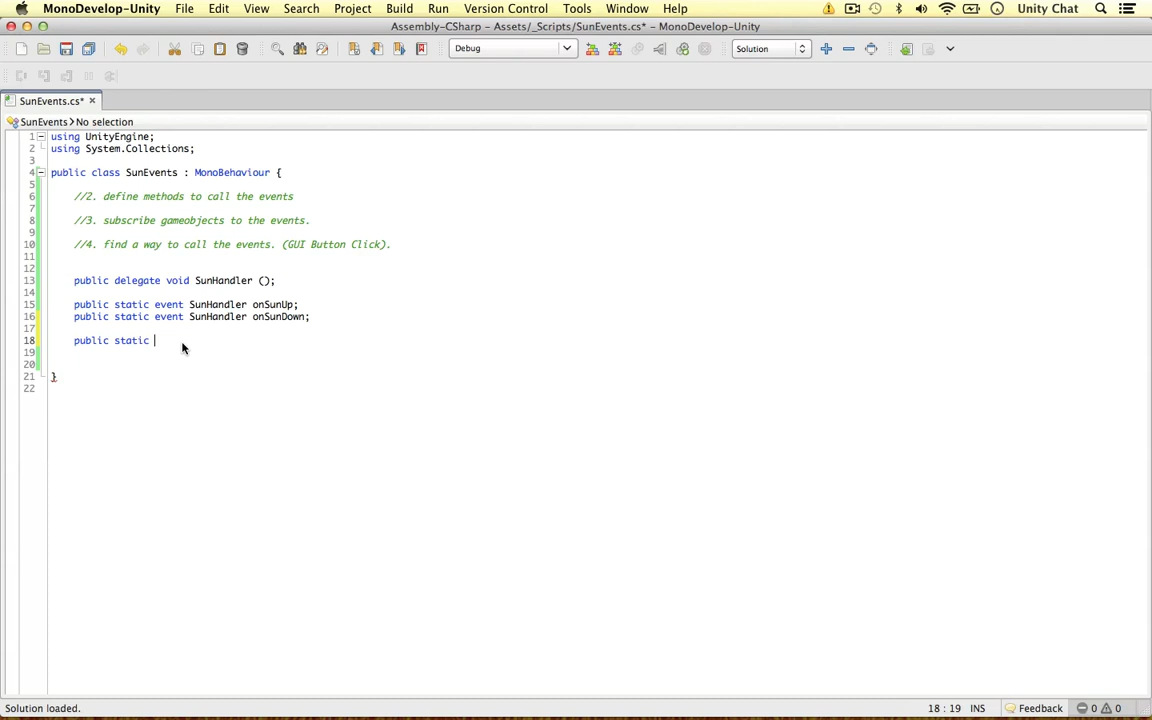 MonoDevelop-Unity File Edit View Search Project Build Run Version Control Tools Window Help Unity Chat
Assembly-CSharp - Assets/_Scripts/SunEvents.cs* - MonoDevelop-Unity
Debug Solution
SunEvents.cs*
SunEvents No selection
1 using UnityEngine;
2 using System.Collections;
3
4 public class SunEvents : MonoBehaviour {
5
6 //2. define methods to call the events
7
8 //3. subscribe gameobjects to the events.
9
10 //4. find a way to call the events. (GUI Button Click).
11
12
13 public delegate void SunHandler ();
14
15 public static event SunHandler onSunUp;
16 public static event SunHandler onSunDown;
17
18 public static
19
20
21 }
22
Solution loaded. 18 : 19 INS Feedback 0 0